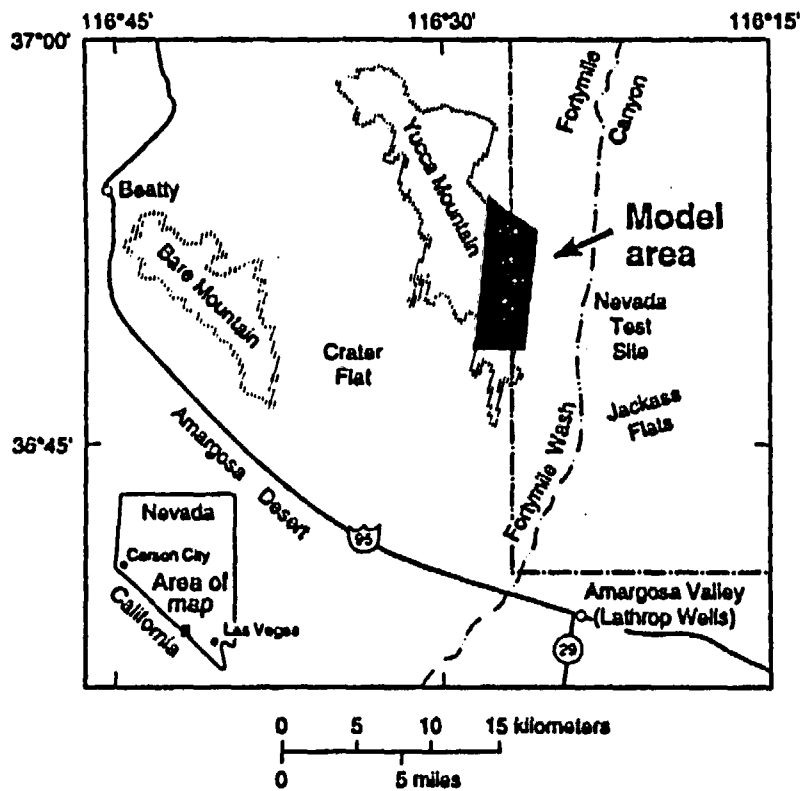 116°45'
116°30'
116°15'
37°00'
Fortymile
Canyon
Yucca Mountain
Beatty
Model
area
Bare Mountain
Nevada
Test
Site
Crater
Flat
Jackass
Flats
36°45'
Amargosa Desert
Fortymile Wash
95
Nevada
Carson City
Area of
map
California
Las Vegas
Amargosa Valley
(Lathrop Wells)
29
0 5 10 15 kilometers
0 5 miles